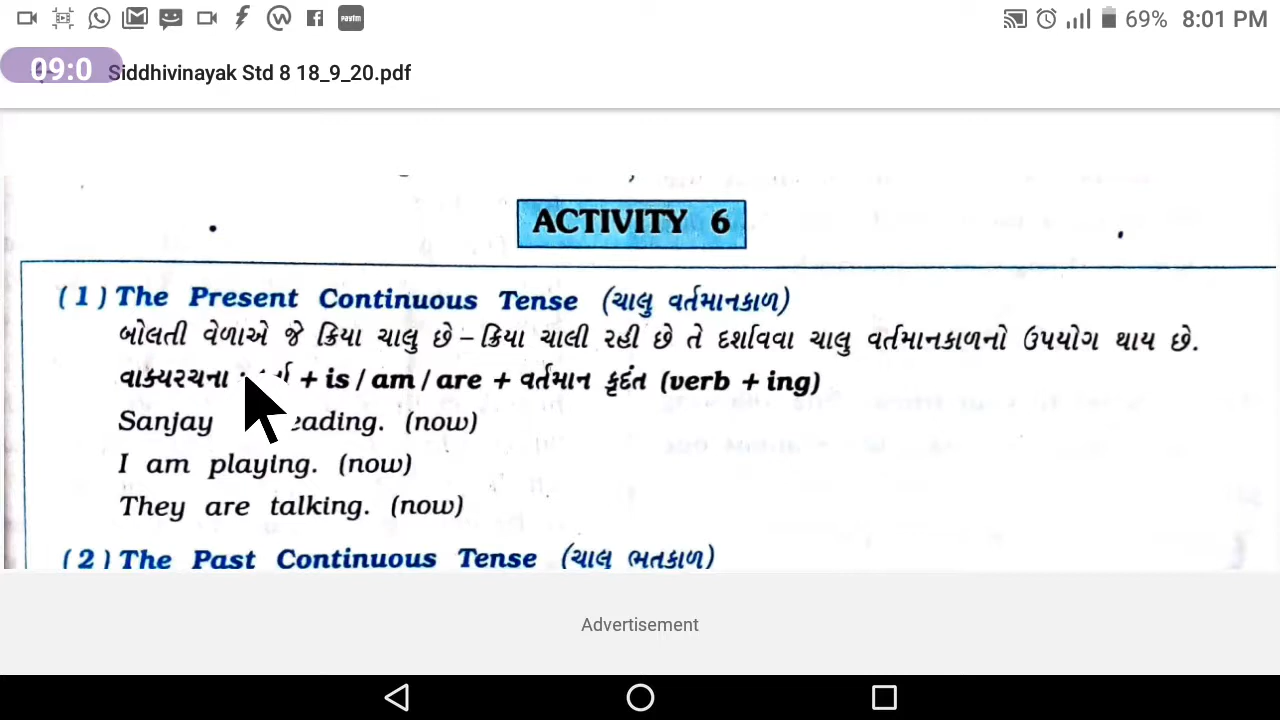 69% 8:01 PM
09:0 Siddhivinayak Std 8 18_9_20.pdf
ACTIVITY 6
(1) The Present Continuous Tense (ચાલુ વર્તમાનકાળ)
બોલતી વેળાએ જે ક્રિયા ચાલુ છે – ક્રિયા ચાલી રહી છે તે દર્શાવવા ચાલુ વર્તમાનકાળનો ઉપયોગ થાય છે.
વાક્યરચના + is / am / are + વર્તમાન કૃદંત (verb + ing)
Sanjay (now)
I am playing. (now)
They are talking. (now)
(2) The Past Continuous Tense (ચાલુ ભૂતકાળ)
Advertisement